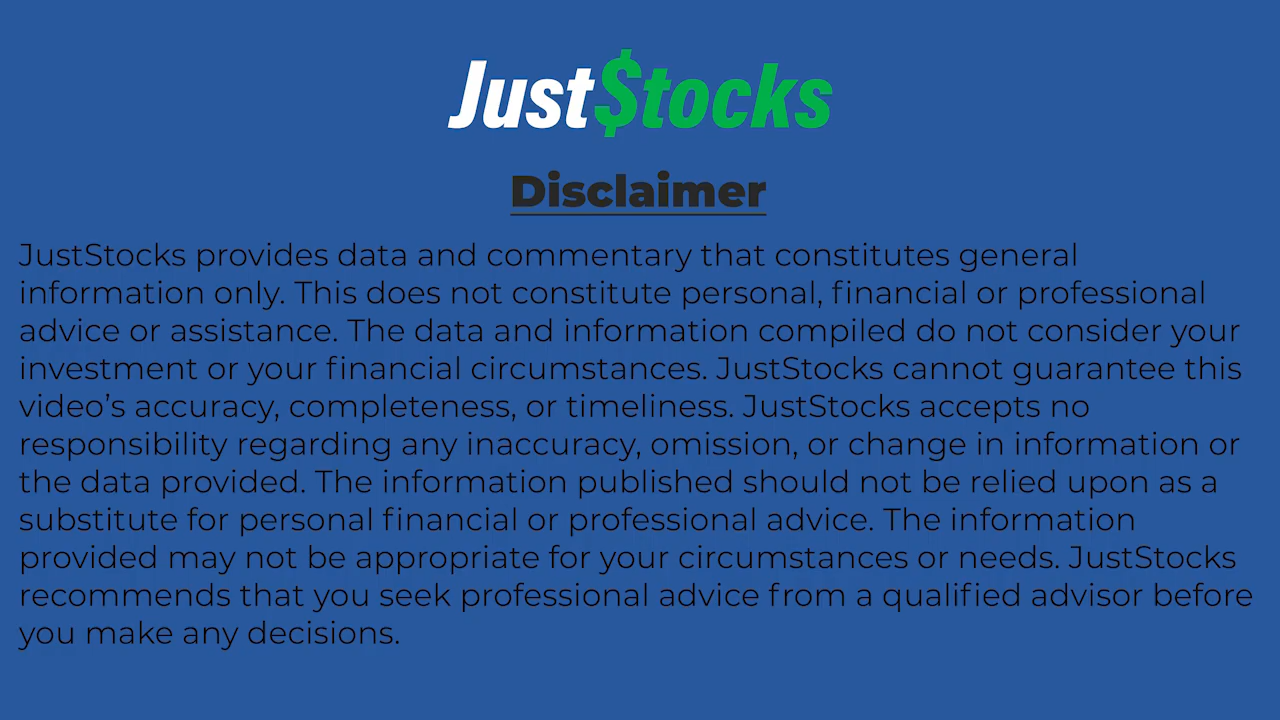 Just$tocks
Disclaimer
JustStocks provides data and commentary that constitutes general
information only. This does not constitute personal, financial or professional
advice or assistance. The data and information compiled do not consider your
investment or your financial circumstances. JustStocks cannot guarantee this
video’s accuracy, completeness, or timeliness. JustStocks accepts no
responsibility regarding any inaccuracy, omission, or change in information or
the data provided. The information published should not be relied upon as a
substitute for personal financial or professional advice. The information
provided may not be appropriate for your circumstances or needs. JustStocks
recommends that you seek professional advice from a qualified advisor before
you make any decisions.